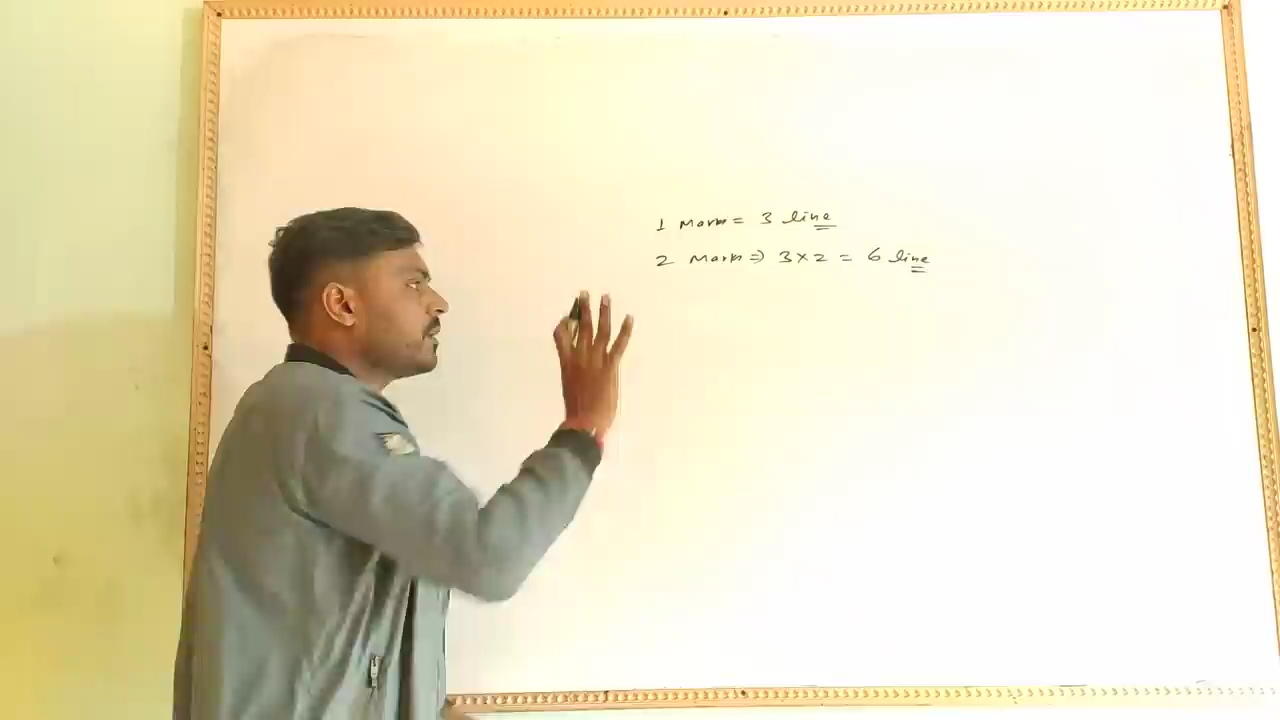 1 Mark = 3 line
2 Mark => 3×2 = 6 line